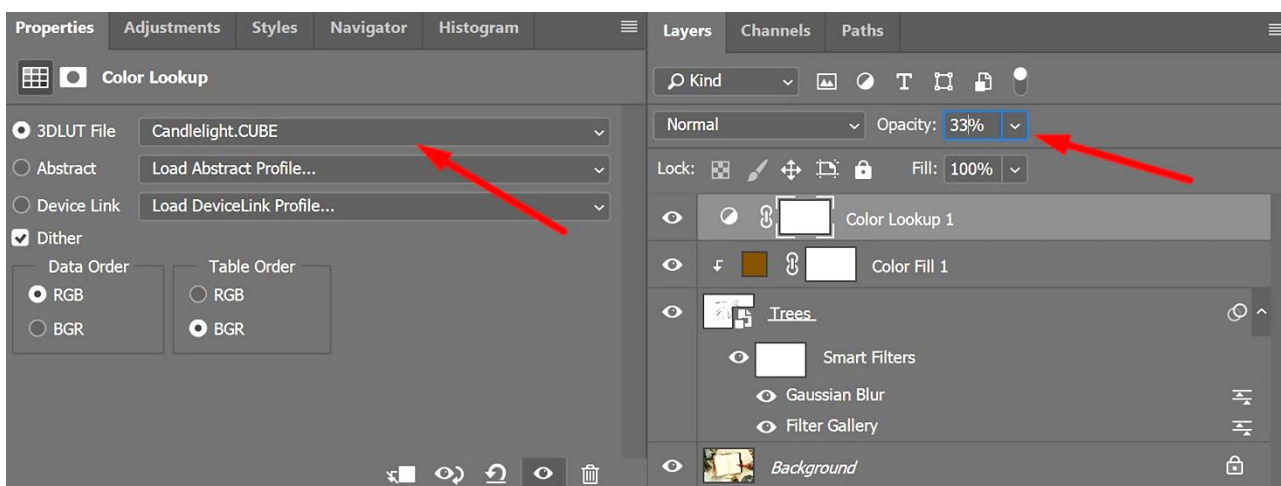 Properties Adjustments Styles Navigator Histogram
Color Lookup
3DLUT File Candlelight.CUBE
Abstract Load Abstract Profile...
Device Link Load DeviceLink Profile...
Dither
Data Order Table Order
RGB RGB
BGR BGR
Layers Channels Paths
Kind T
Normal Opacity: 33%
Lock: Fill: 100%
Color Lookup 1
Color Fill 1
Trees
Smart Filters
Gaussian Blur
Filter Gallery
Background